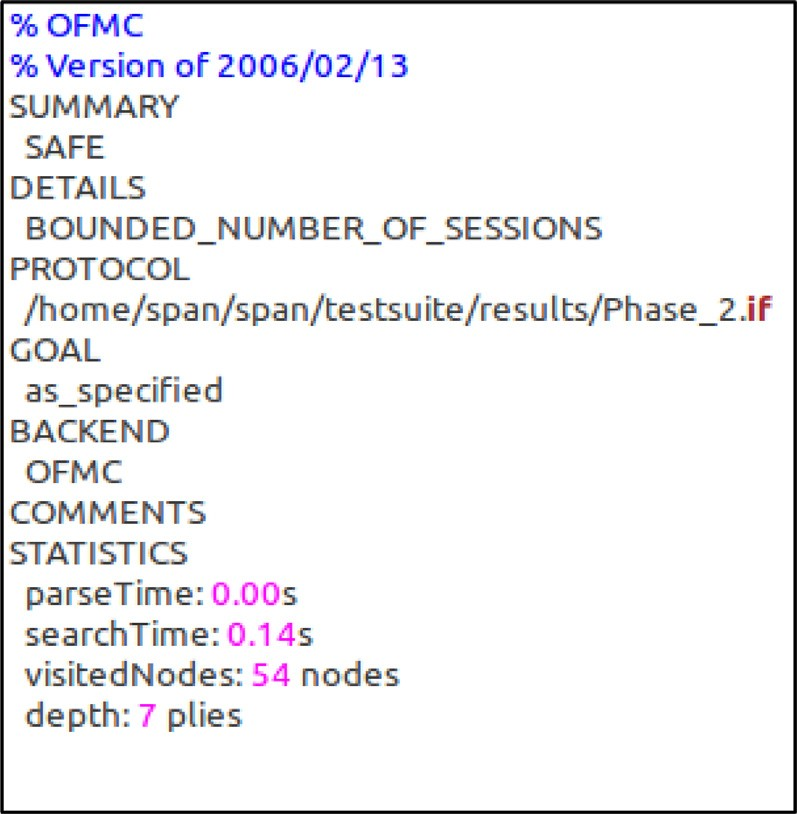 % OFMC
% Version of 2006/02/13
SUMMARY
SAFE
DETAILS
BOUNDED_NUMBER_OF_SESSIONS
PROTOCOL
/home/span/span/testsuite/results/Phase_2.if
GOAL
as_specified
BACKEND
OFMC
COMMENTS
STATISTICS
parseTime: 0.00s
searchTime: 0.14s
visitedNodes: 54 nodes
depth: 7 plies